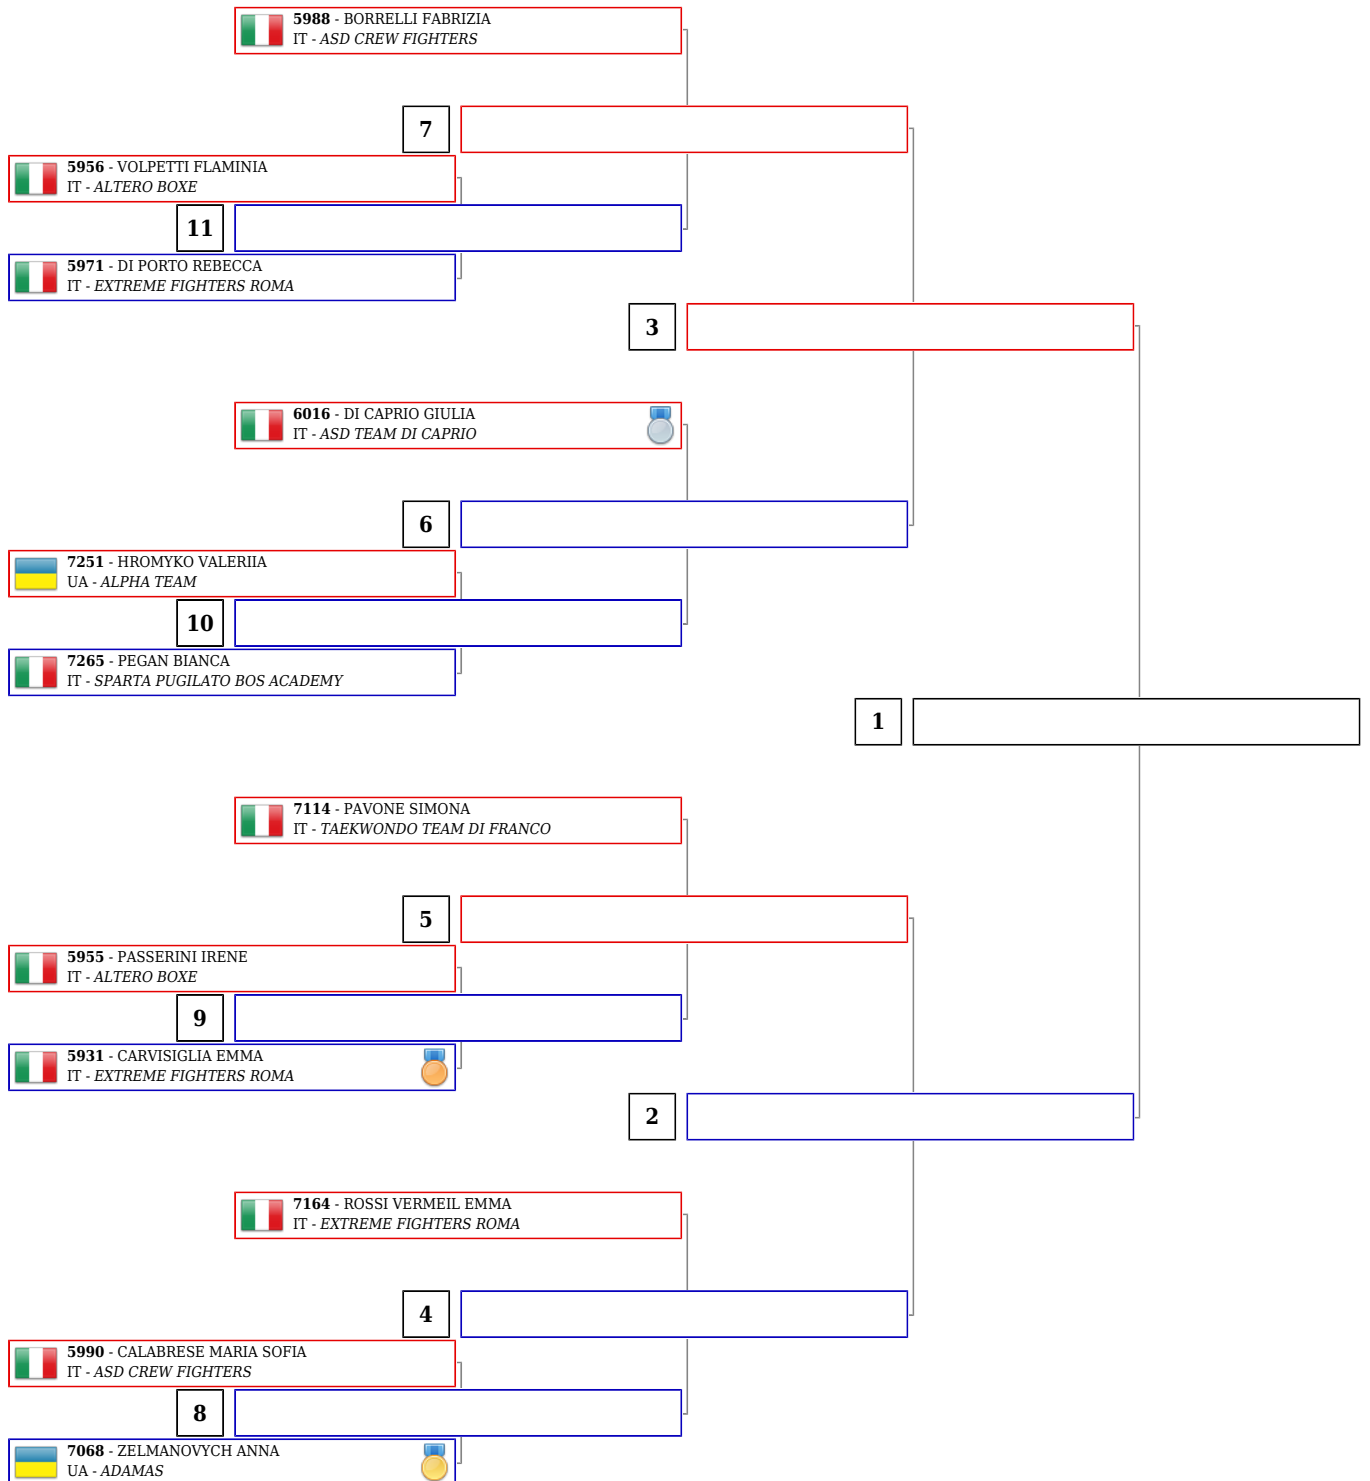 5988 - BORRELLI FABRIZIA
IT - ASD CREW FIGHTERS
7
5956 - VOLPETTI FLAMINIA
IT - ALTERO BOXE
11
5971 - DI PORTO REBECCA
IT - EXTREME FIGHTERS ROMA
3
6016 - DI CAPRIO GIULIA
IT - ASD TEAM DI CAPRIO
6
7251 - HROMYKO VALERIIA
UA - ALPHA TEAM
10
7265 - PEGAN BIANCA
IT - SPARTA PUGILATO BOS ACADEMY
1
7114 - PAVONE SIMONA
IT - TAEKWONDO TEAM DI FRANCO
5
5955 - PASSERINI IRENE
IT - ALTERO BOXE
9
5931 - CARVISIGLIA EMMA
IT - EXTREME FIGHTERS ROMA
2
7164 - ROSSI VERMEIL EMMA
IT - EXTREME FIGHTERS ROMA
4
5990 - CALABRESE MARIA SOFIA
IT - ASD CREW FIGHTERS
8
7068 - ZELMANOVYCH ANNA
UA - ADAMAS